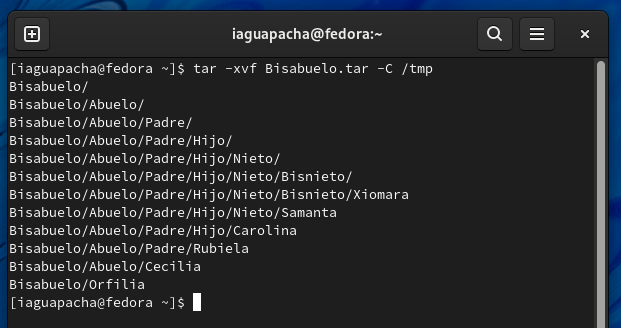 iaguapacha@fedora:~
[iaguapacha@fedora ~]$ tar -xvf Bisabuelo.tar -C /tmp
Bisabuelo/
Bisabuelo/Abuelo/
Bisabuelo/Abuelo/Padre/
Bisabuelo/Abuelo/Padre/Hijo/
Bisabuelo/Abuelo/Padre/Hijo/Nieto/
Bisabuelo/Abuelo/Padre/Hijo/Nieto/Bisnieto/
Bisabuelo/Abuelo/Padre/Hijo/Nieto/Bisnieto/Xiomara
Bisabuelo/Abuelo/Padre/Hijo/Nieto/Samanta
Bisabuelo/Abuelo/Padre/Hijo/Carolina
Bisabuelo/Abuelo/Padre/Rubiela
Bisabuelo/Abuelo/Cecilia
Bisabuelo/Orfilia
[iaguapacha@fedora ~]$